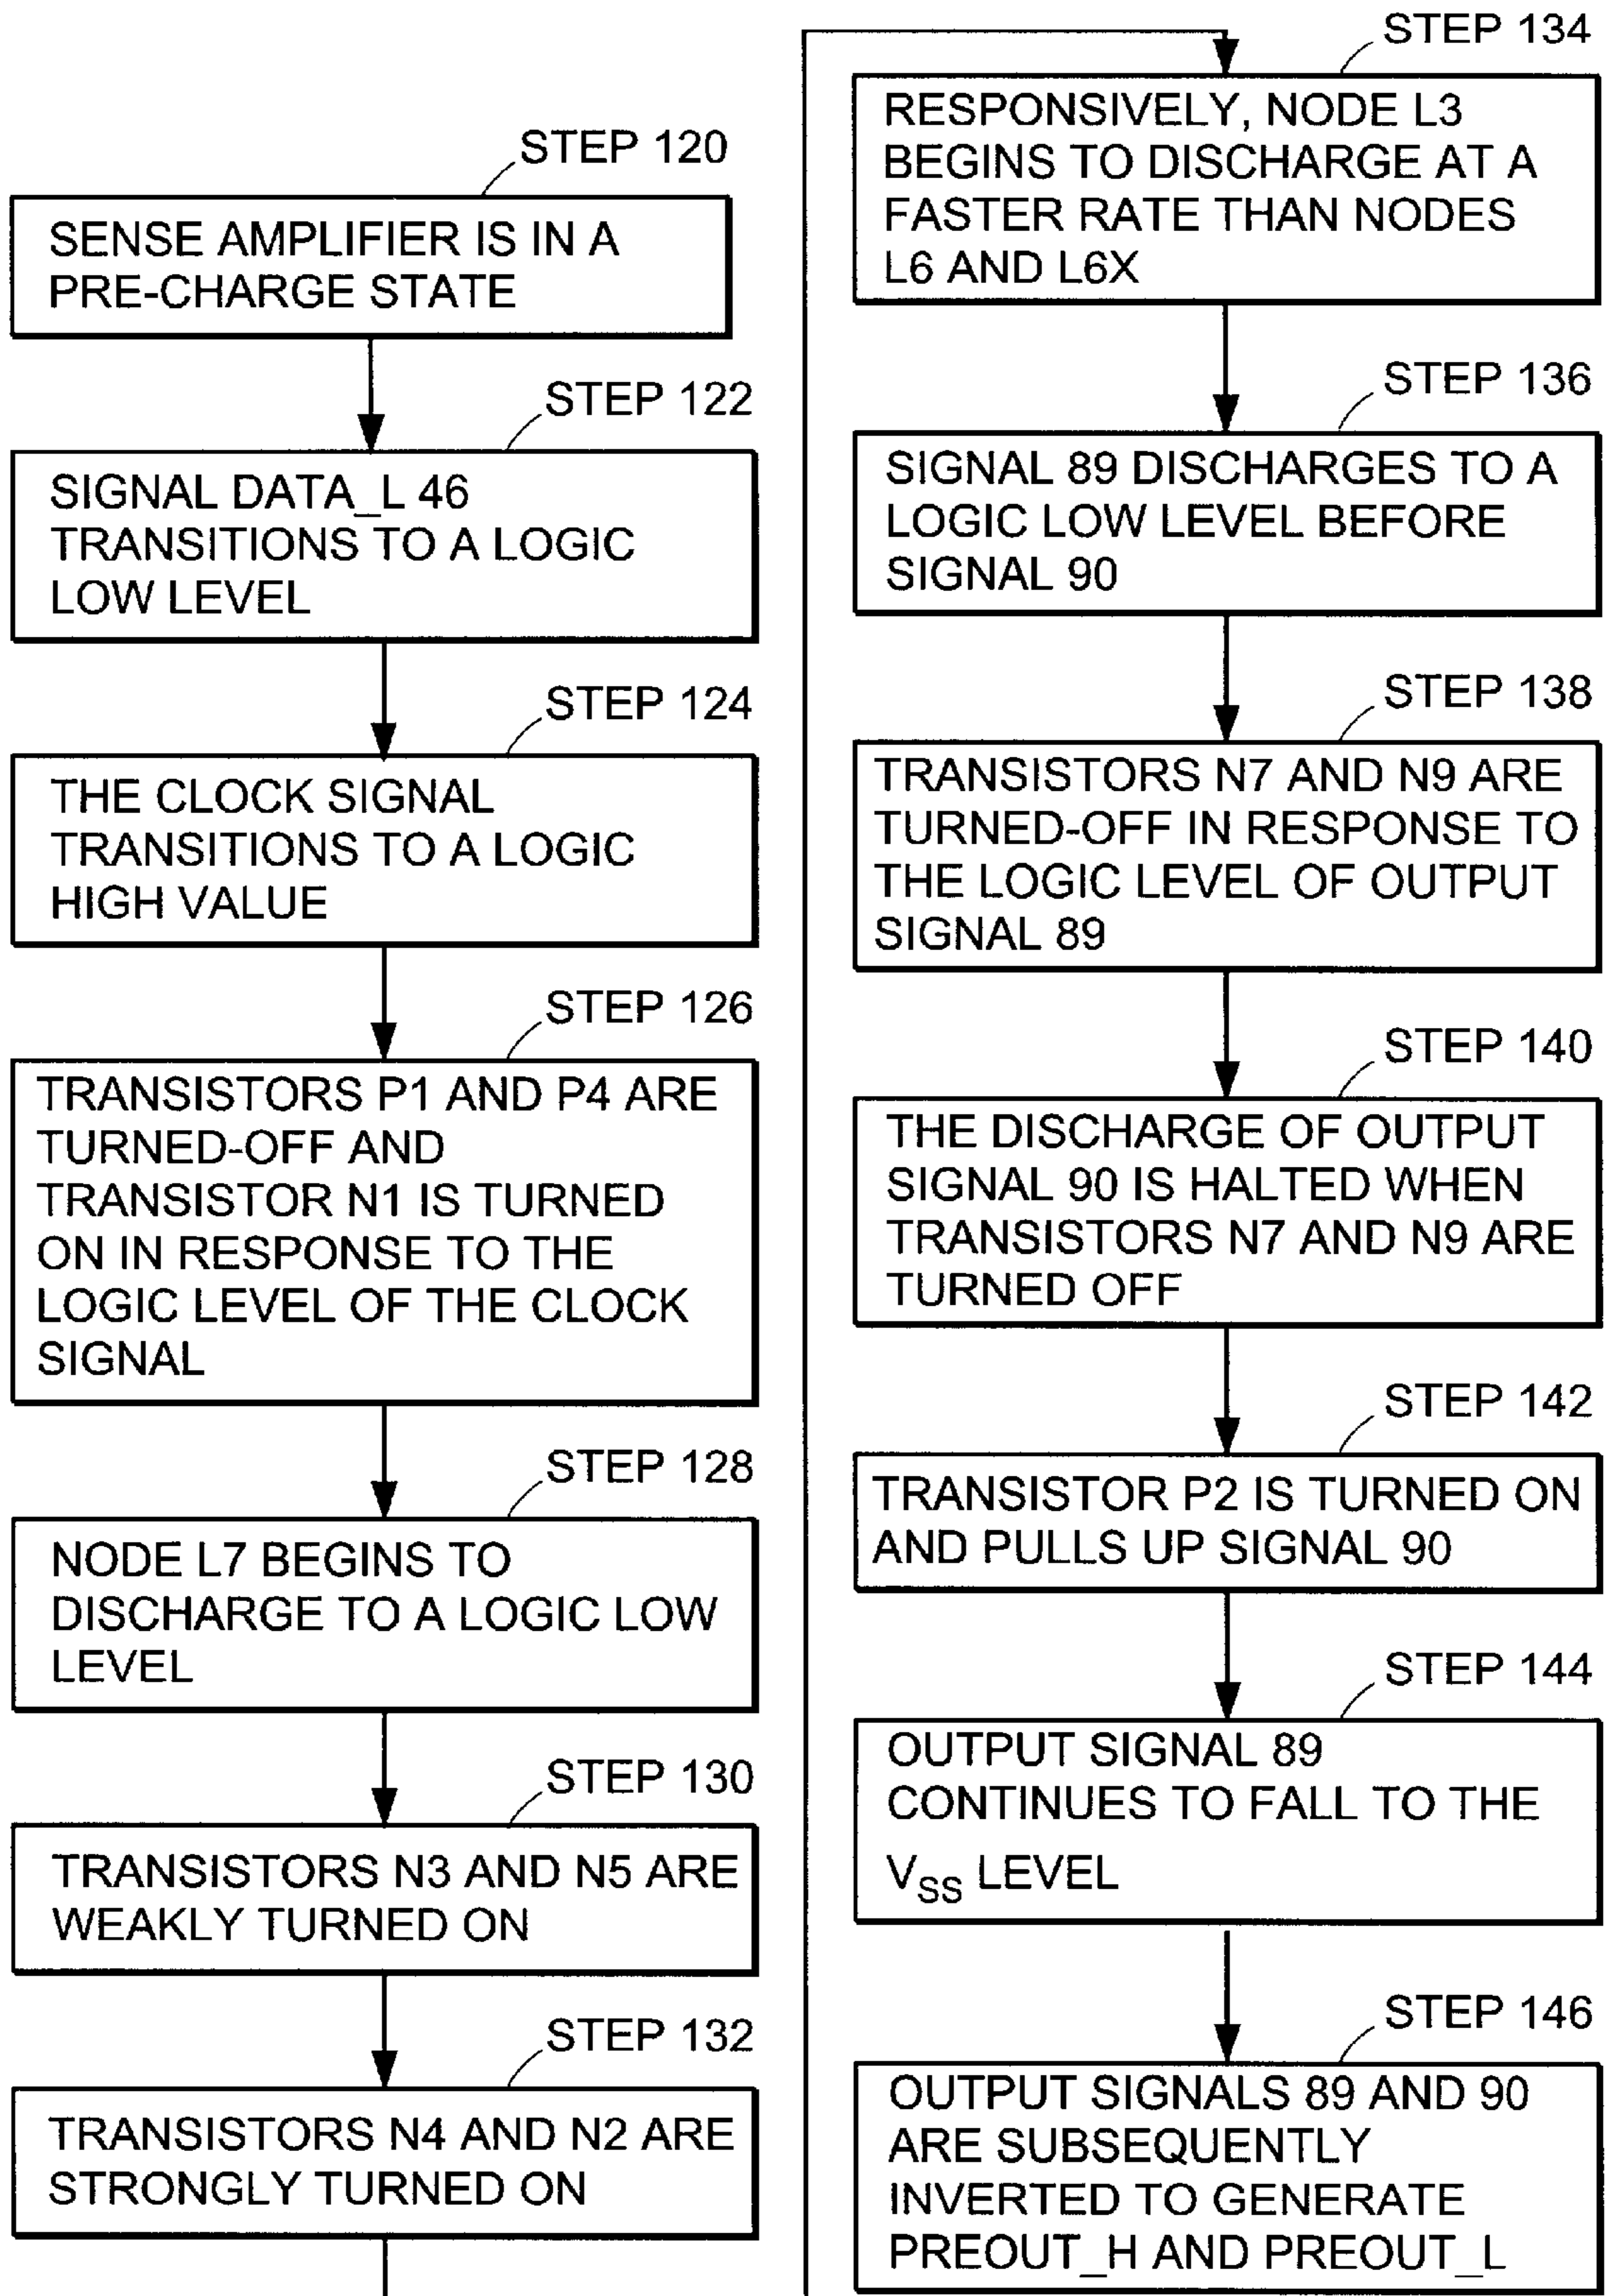 STEP 120
SENSE AMPLIFIER IS IN A
PRE-CHARGE STATE
STEP 122
SIGNAL DATA_L 46
TRANSITIONS TO A LOGIC
LOW LEVEL
STEP 124
THE CLOCK SIGNAL
TRANSITIONS TO A LOGIC
HIGH VALUE
STEP 126
TRANSISTORS P1 AND P4 ARE
TURNED-OFF AND
TRANSISTOR N1 IS TURNED
ON IN RESPONSE TO THE
LOGIC LEVEL OF THE CLOCK
SIGNAL
STEP 128
NODE L7 BEGINS TO
DISCHARGE TO A LOGIC LOW
LEVEL
STEP 130
TRANSISTORS N3 AND N5 ARE
WEAKLY TURNED ON
STEP 132
TRANSISTORS N4 AND N2 ARE
STRONGLY TURNED ON
STEP 134
RESPONSIVELY, NODE L3
BEGINS TO DISCHARGE AT A
FASTER RATE THAN NODES
L6 AND L6X
STEP 136
SIGNAL 89 DISCHARGES TO A
LOGIC LOW LEVEL BEFORE
SIGNAL 90
STEP 138
TRANSISTORS N7 AND N9 ARE
TURNED-OFF IN RESPONSE TO
THE LOGIC LEVEL OF OUTPUT
SIGNAL 89
STEP 140
THE DISCHARGE OF OUTPUT
SIGNAL 90 IS HALTED WHEN
TRANSISTORS N7 AND N9 ARE
TURNED OFF
STEP 142
TRANSISTOR P2 IS TURNED ON
AND PULLS UP SIGNAL 90
STEP 144
OUTPUT SIGNAL 89
CONTINUES TO FALL TO THE
VSS LEVEL
STEP 146
OUTPUT SIGNALS 89 AND 90
ARE SUBSEQUENTLY
INVERTED TO GENERATE
PREOUT_H AND PREOUT_L